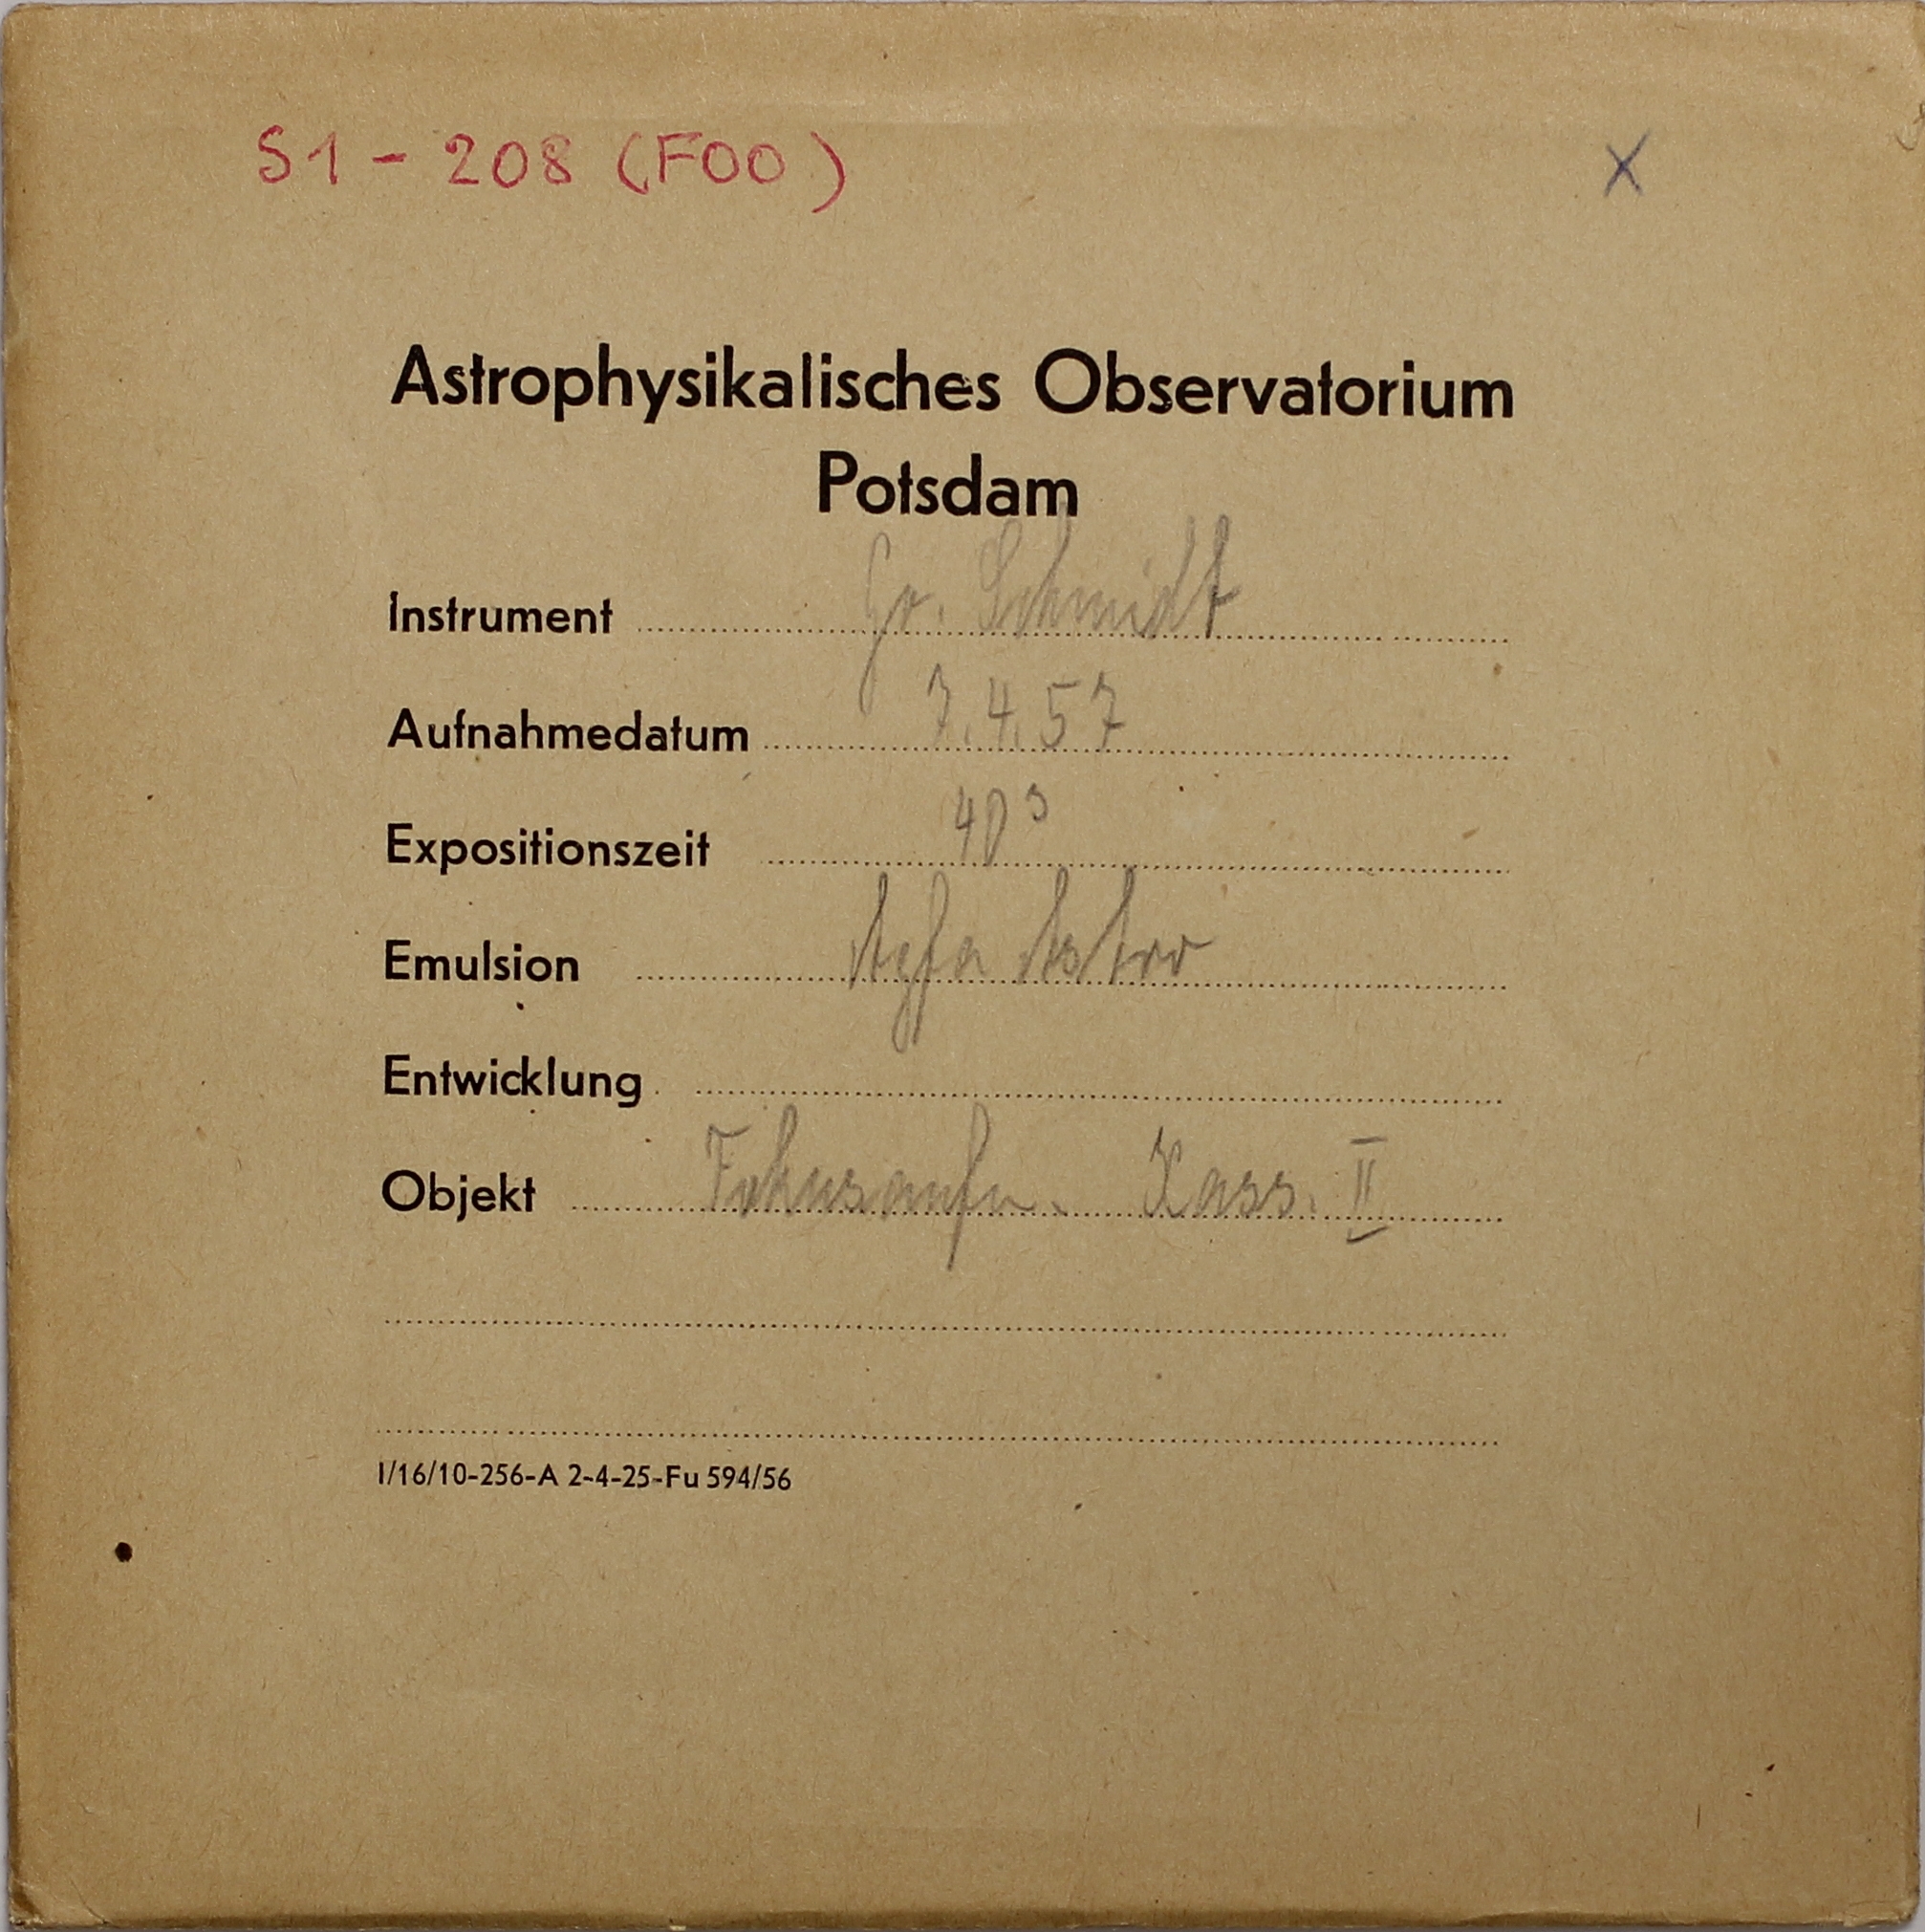 S1 - 208 (F00) X
Astrophysikalisches Observatorium
Potsdam
Instrument Gr. Schmidt
Aufnahmedatum 7.4.57
Expositionszeit 40 s
Emulsion Agfa Astro
Entwicklung
Objekt Fokusaufn. Kass. II
I/16/10-256-A 2-4-25-Fu 594/56